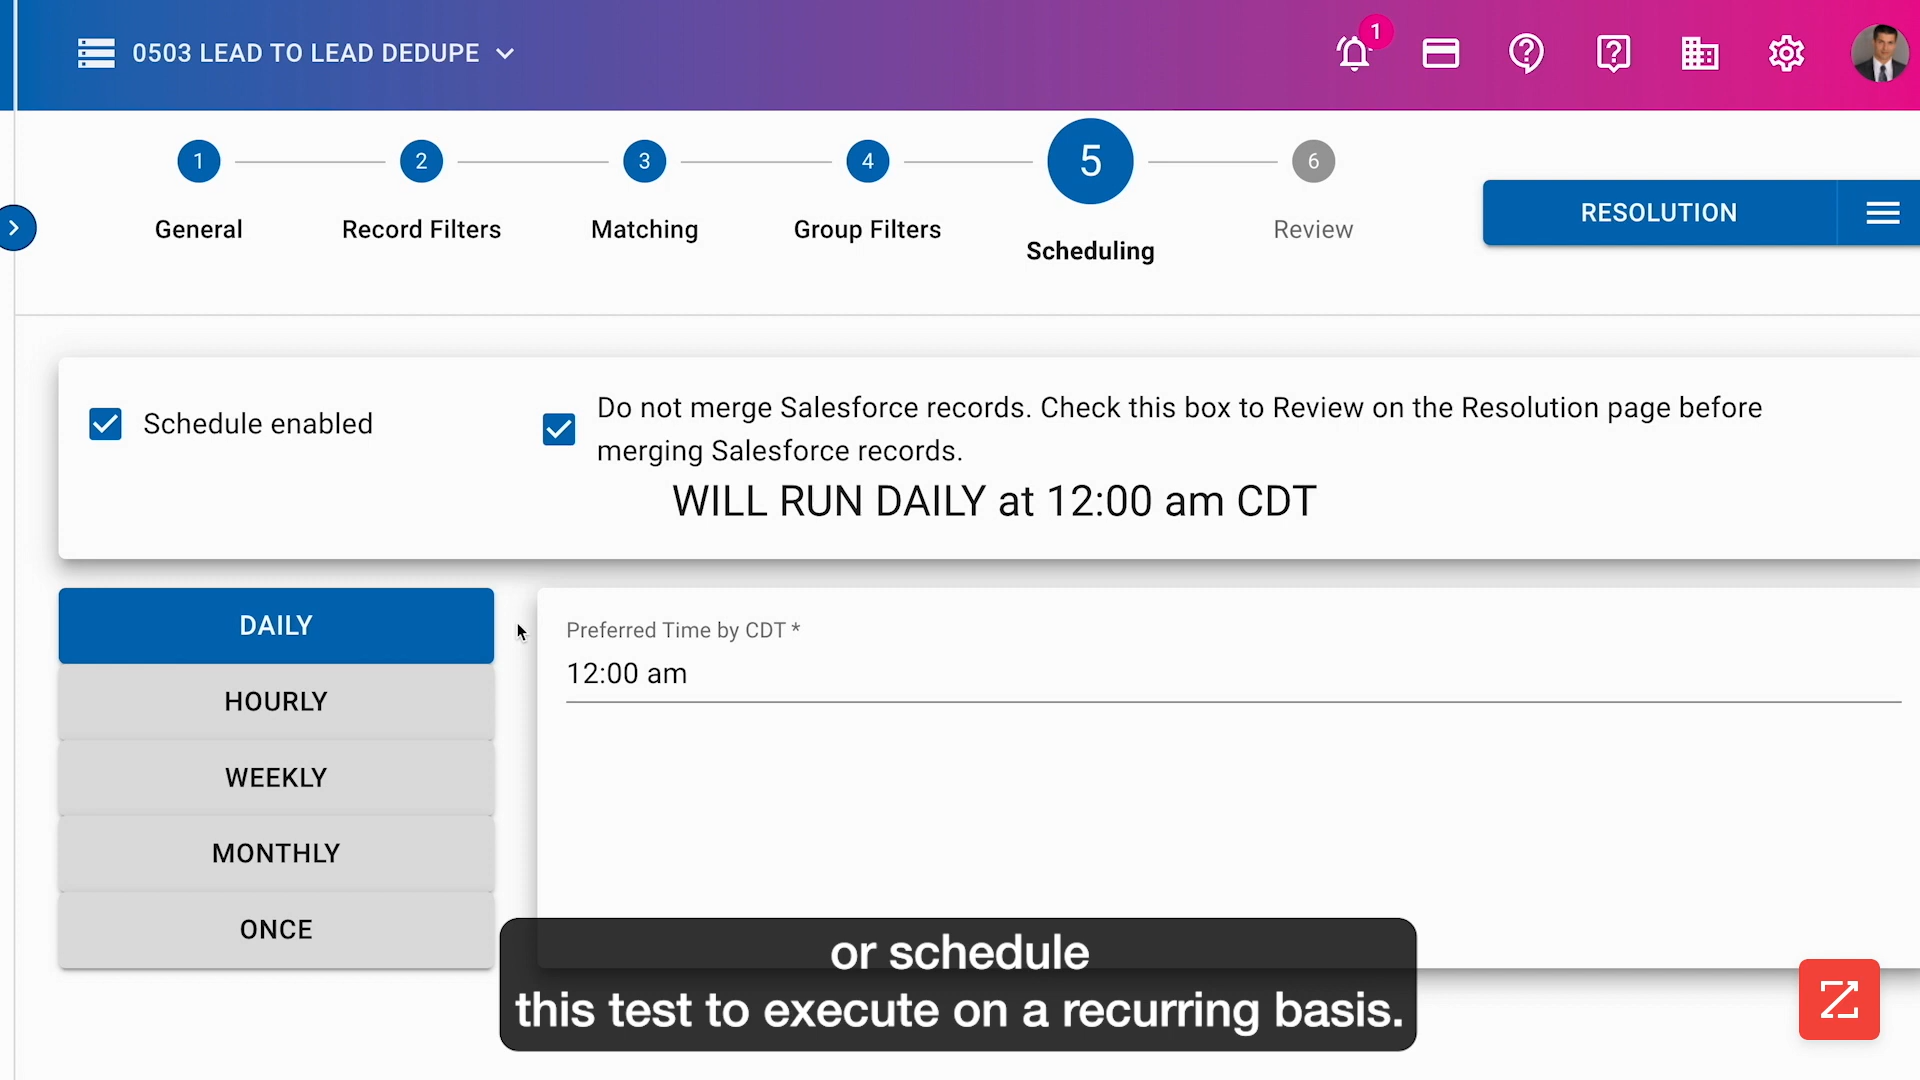 0503 LEAD TO LEAD DEDUPE
1
1
2
3
4
5
6
General
Record Filters
Matching
Group Filters
Scheduling
Review
RESOLUTION
Schedule enabled
Do not merge Salesforce records. Check this box to Review on the Resolution page before
merging Salesforce records.
WILL RUN DAILY at 12:00 am CDT
DAILY
HOURLY
WEEKLY
MONTHLY
ONCE
Preferred Time by CDT *
12:00 am
or schedule
this test to execute on a recurring basis.